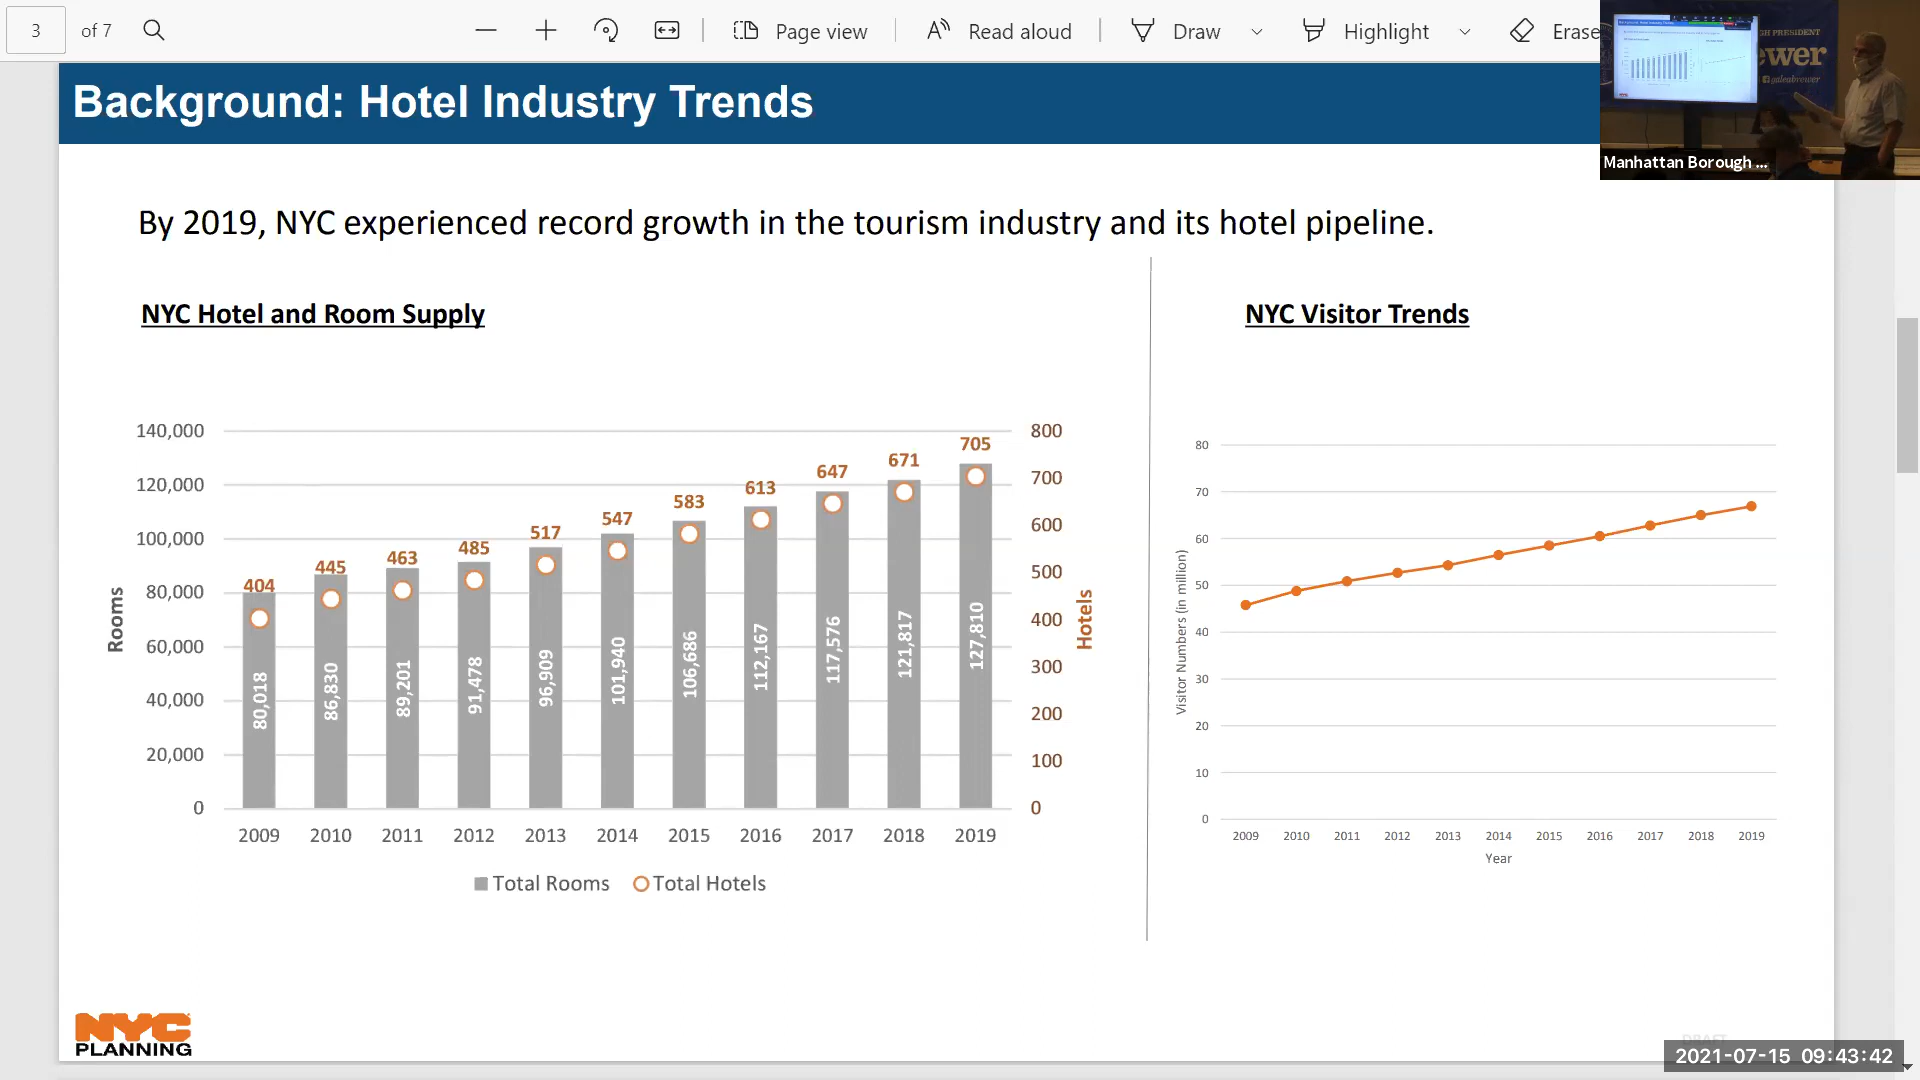 3 of 7 Page view Read aloud Draw Highlight Erase
Background: Hotel Industry Trends
GH PRESIDENT
ewer
galeabrewer
Manhattan Borough ...
By 2019, NYC experienced record growth in the tourism industry and its hotel pipeline.
NYC Hotel and Room Supply
140,000
120,000
100,000
80,000
60,000
40,000
20,000
0
Rooms
404 445 463 485 517 547 583 613 647 671 705
80,018 86,830 89,201 91,478 96,909 101,940 106,686 112,167 117,576 121,817 127,810
800
700
600
500
400
300
200
100
0
Hotels
2009 2010 2011 2012 2013 2014 2015 2016 2017 2018 2019
Total Rooms Total Hotels
NYC Visitor Trends
80
70
60
50
40
30
20
10
0
Visitor Numbers (in million)
2009 2010 2011 2012 2013 2014 2015 2016 2017 2018 2019
Year
NYC
PLANNING
DRAFT
2021-07-15 09:43:42